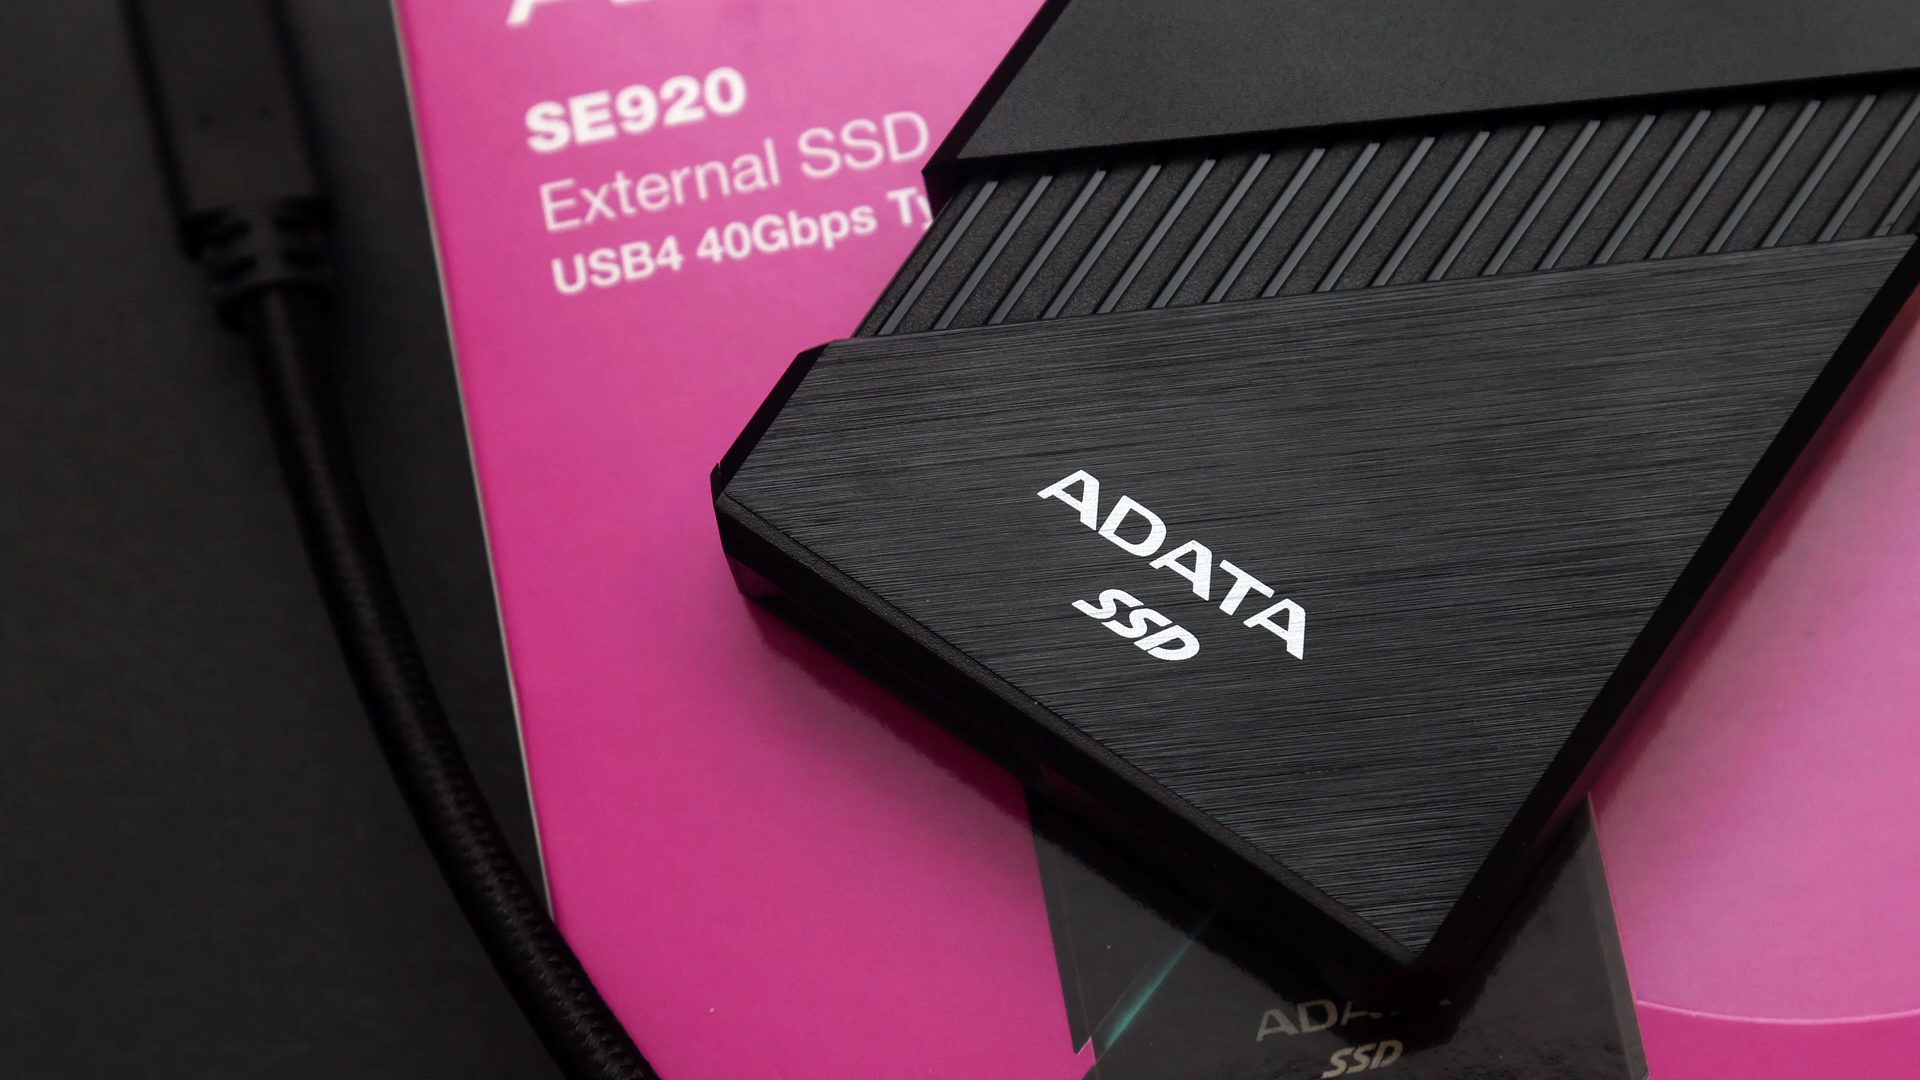 SE920
External SSD
USB4 40Gbps
ADATA
SSD
SSD